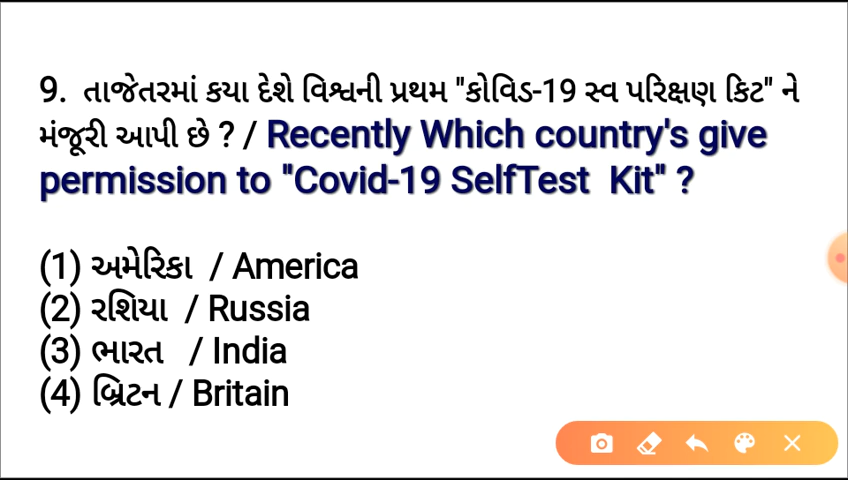 9. તાજેતરમાં કયા દેશે વિશ્વની પ્રથમ "કોવિડ-19 સ્વ પરિક્ષણ કિટ" ને
મંજૂરી આપી છે ? / Recently Which country's give
permission to "Covid-19 SelfTest Kit" ?
(1) અમેરિકા / America
(2) રશિયા / Russia
(3) ભારત / India
(4) બ્રિટન / Britain